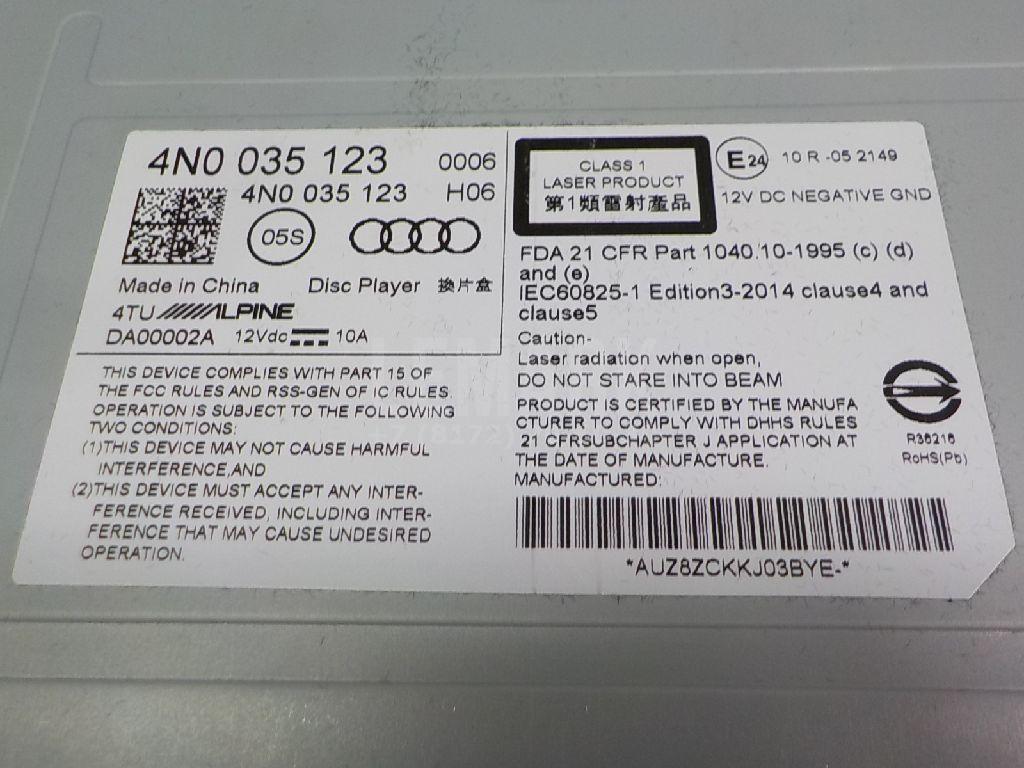 4N0 035 123 0006
4N0 035 123 H06
05S
Made in China Disc Player 換片盒
4TU ALPINE
DA00002A 12Vdc 10A
THIS DEVICE COMPLIES WITH PART 15 OF
THE FCC RULES AND RSS-GEN OF IC RULES.
OPERATION IS SUBJECT TO THE FOLLOWING
TWO CONDITIONS:
(1)THIS DEVICE MAY NOT CAUSE HARMFUL
INTERFERENCE,AND
(2)THIS DEVICE MUST ACCEPT ANY INTER-
FERENCE RECEIVED, INCLUDING INTER-
FERENCE THAT MAY CAUSE UNDESIRED
OPERATION.
CLASS 1
LASER PRODUCT
第1類雷射產品
E24 10 R -05 2149
12V DC NEGATIVE GND
FDA 21 CFR Part 1040.10-1995 (c) (d)
and (e)
IEC60825-1 Edition3-2014 clause4 and
clause5
Caution-
Laser radiation when open,
DO NOT STARE INTO BEAM
PRODUCT IS CERTIFIED BY THE MANUFA
CTURER TO COMPLY WITH DHHS RULES
21 CFRSUBCHAPTER J APPLICATION AT
THE DATE OF MANUFACTURE.
MANUFACTURED:
R36216
RoHS(Pb)
*AUZ8ZCKKJ03BYE-*